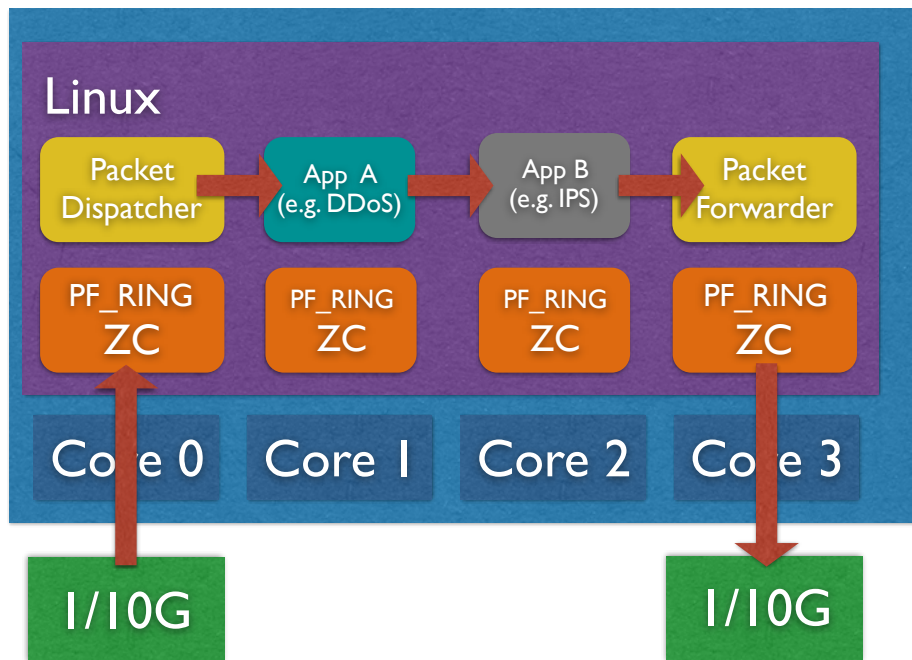 Linux
Packet
Dispatcher
App A
(e.g. DDoS)
App B
(e.g. IPS)
Packet
Forwarder
PF_RING
ZC
PF_RING
ZC
PF_RING
ZC
PF_RING
ZC
Core 0
Core 1
Core 2
Core 3
1/10G
1/10G